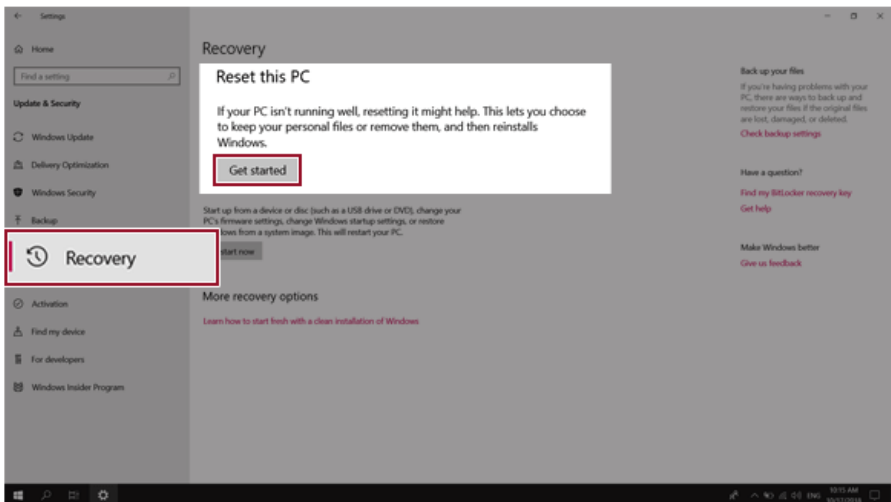 Settings
Home
Find a setting
Update & Security
Windows Update
Delivery Optimization
Windows Security
Backup
Recovery
Activation
Find my device
For developers
Windows Insider Program
Recovery
Reset this PC
If your PC isn't running well, resetting it might help. This lets you choose
to keep your personal files or remove them, and then reinstalls
Windows.
Get started
Start up from a device or disc (such as a USB drive or DVD), change your
PC's firmware settings, change Windows startup settings, or restore
from a system image. This will restart your PC.
start now
More recovery options
Learn how to start fresh with a clean installation of Windows
Back up your files
If you're having problems with your
PC, there are ways to back up and
restore your files if the original files
are lost, damaged, or deleted.
Check backup settings
Have a question?
Find my BitLocker recovery key
Get help
Make Windows better
Give us feedback
ENG
10:15 AM